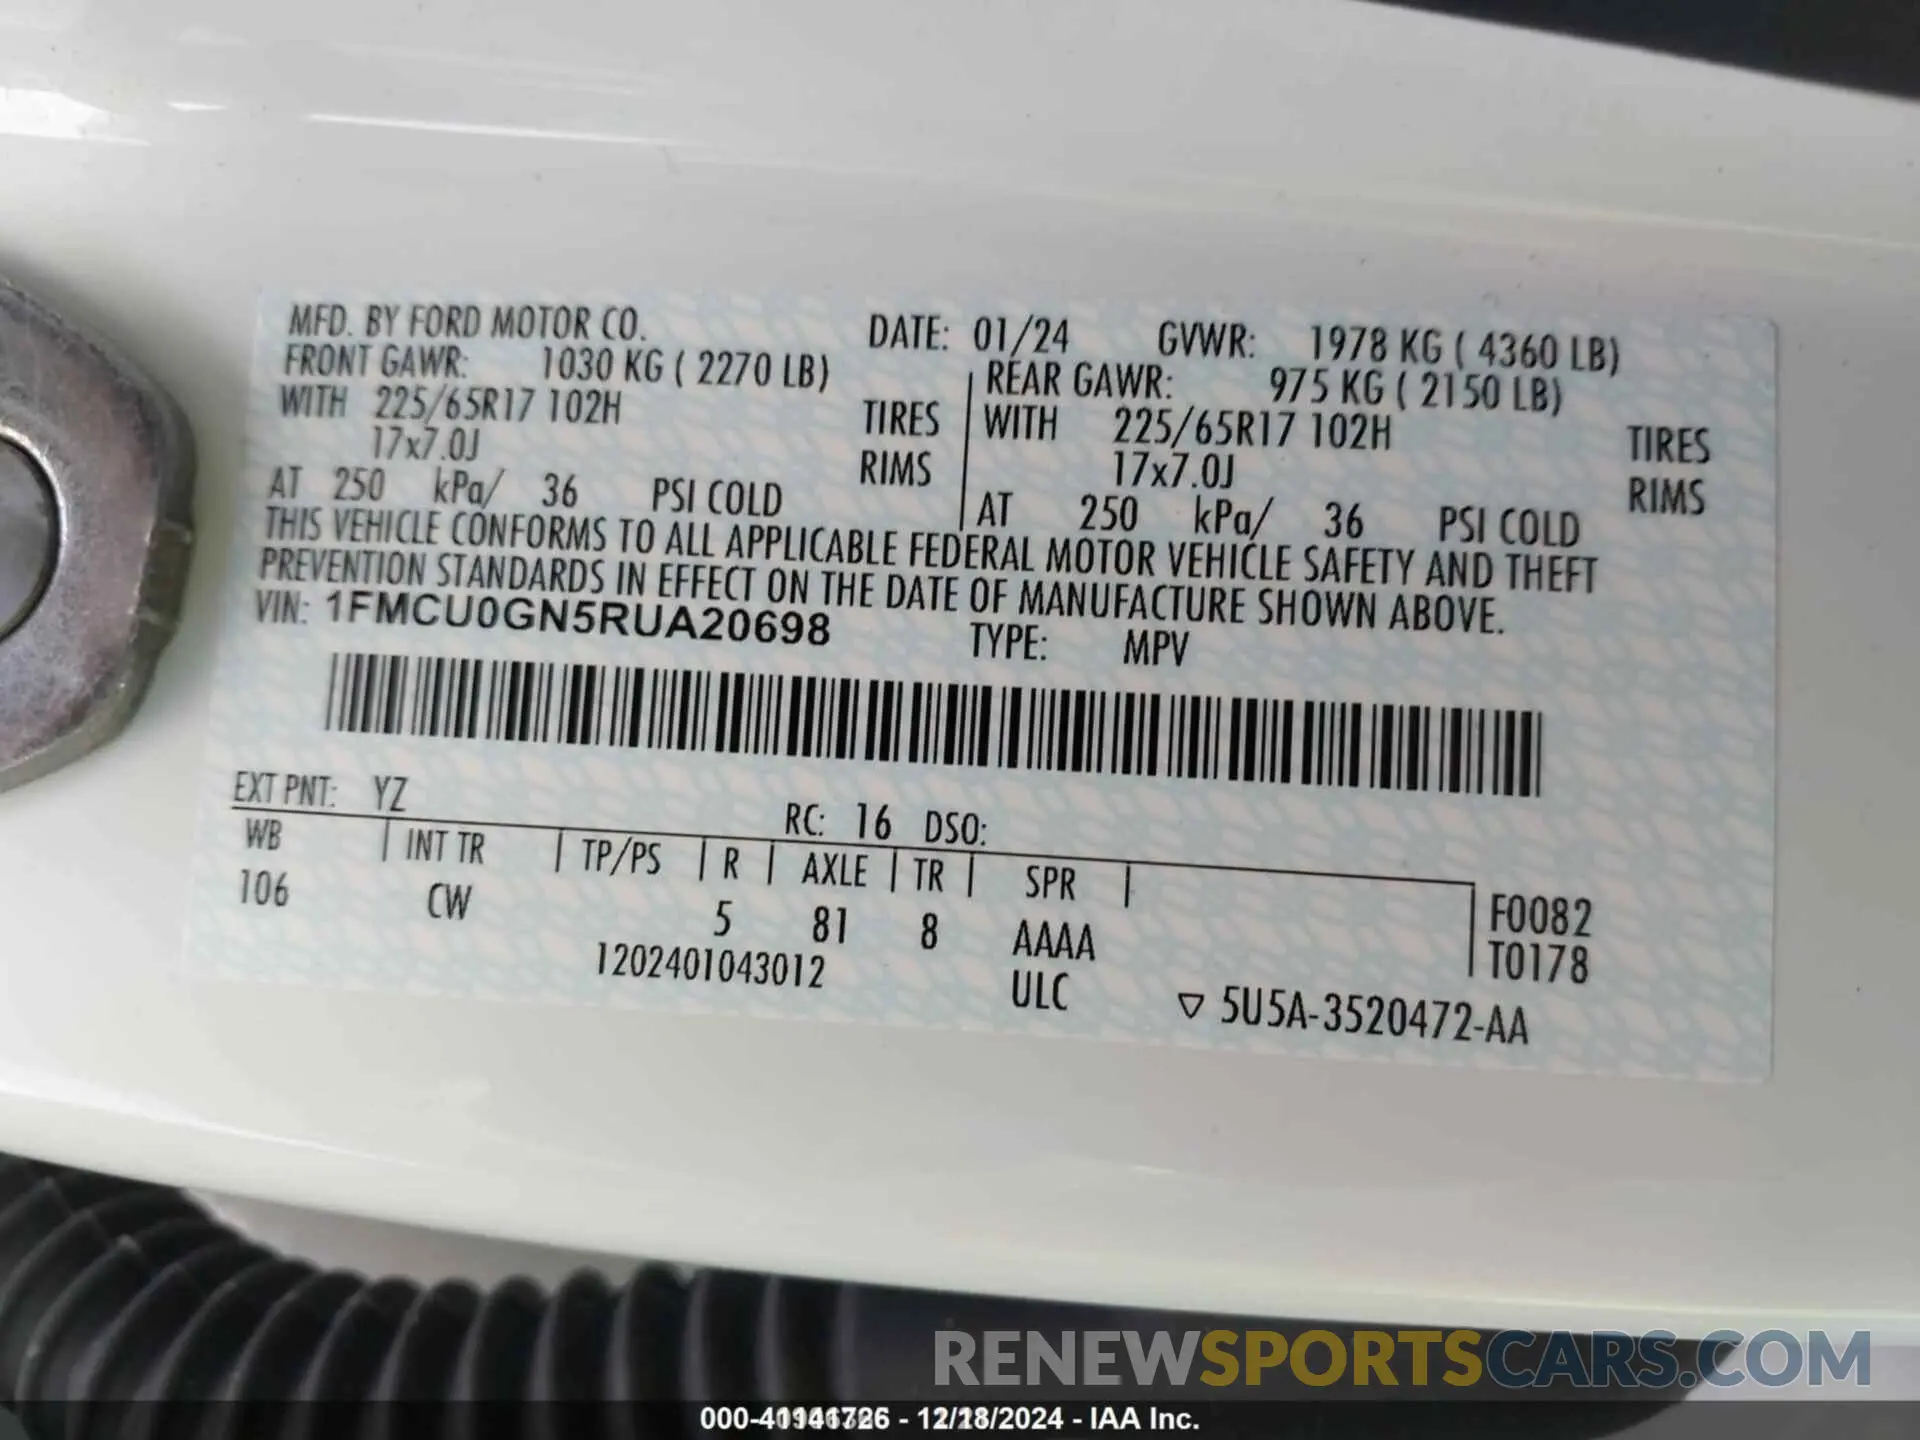 MFD. BY FORD MOTOR CO. DATE: 01/24 GVWR: 1978 KG ( 4360 LB)
FRONT GAWR: 1030 KG ( 2270 LB) REAR GAWR: 975 KG ( 2150 LB)
WITH 225/65R17 102H TIRES WITH 225/65R17 102H TIRES
17x7.0J RIMS 17x7.0J RIMS
AT 250 kPa/ 36 PSI COLD AT 250 kPa/ 36 PSI COLD
THIS VEHICLE CONFORMS TO ALL APPLICABLE FEDERAL MOTOR VEHICLE SAFETY AND THEFT
PREVENTION STANDARDS IN EFFECT ON THE DATE OF MANUFACTURE SHOWN ABOVE.
VIN: 1FMCU0GN5RUA20698 TYPE: MPV
EXT PNT: YZ RC: 16 DSO:
WB | INT TR | TP/PS | R | AXLE | TR | SPR | F0082
106 CW 5 81 8 AAAA T0178
1202401043012 ULC ▽ 5U5A-3520472-AA
RENEWSPORTSCARS.COM
12/18/2024 - IAA Inc.